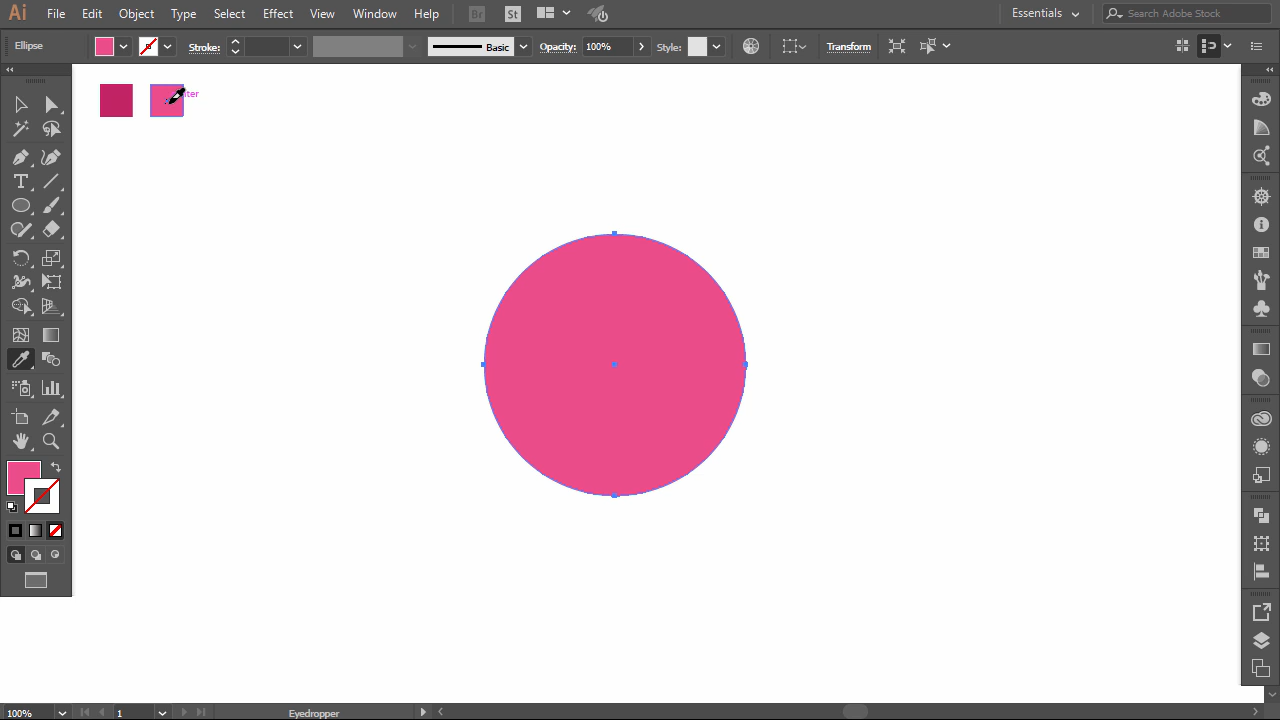 Ai File Edit Object Type Select Effect View Window Help Br St Essentials Search Adobe Stock
Ellipse Stroke: Basic Opacity: 100% Style: Transform
100% 1 Eyedropper